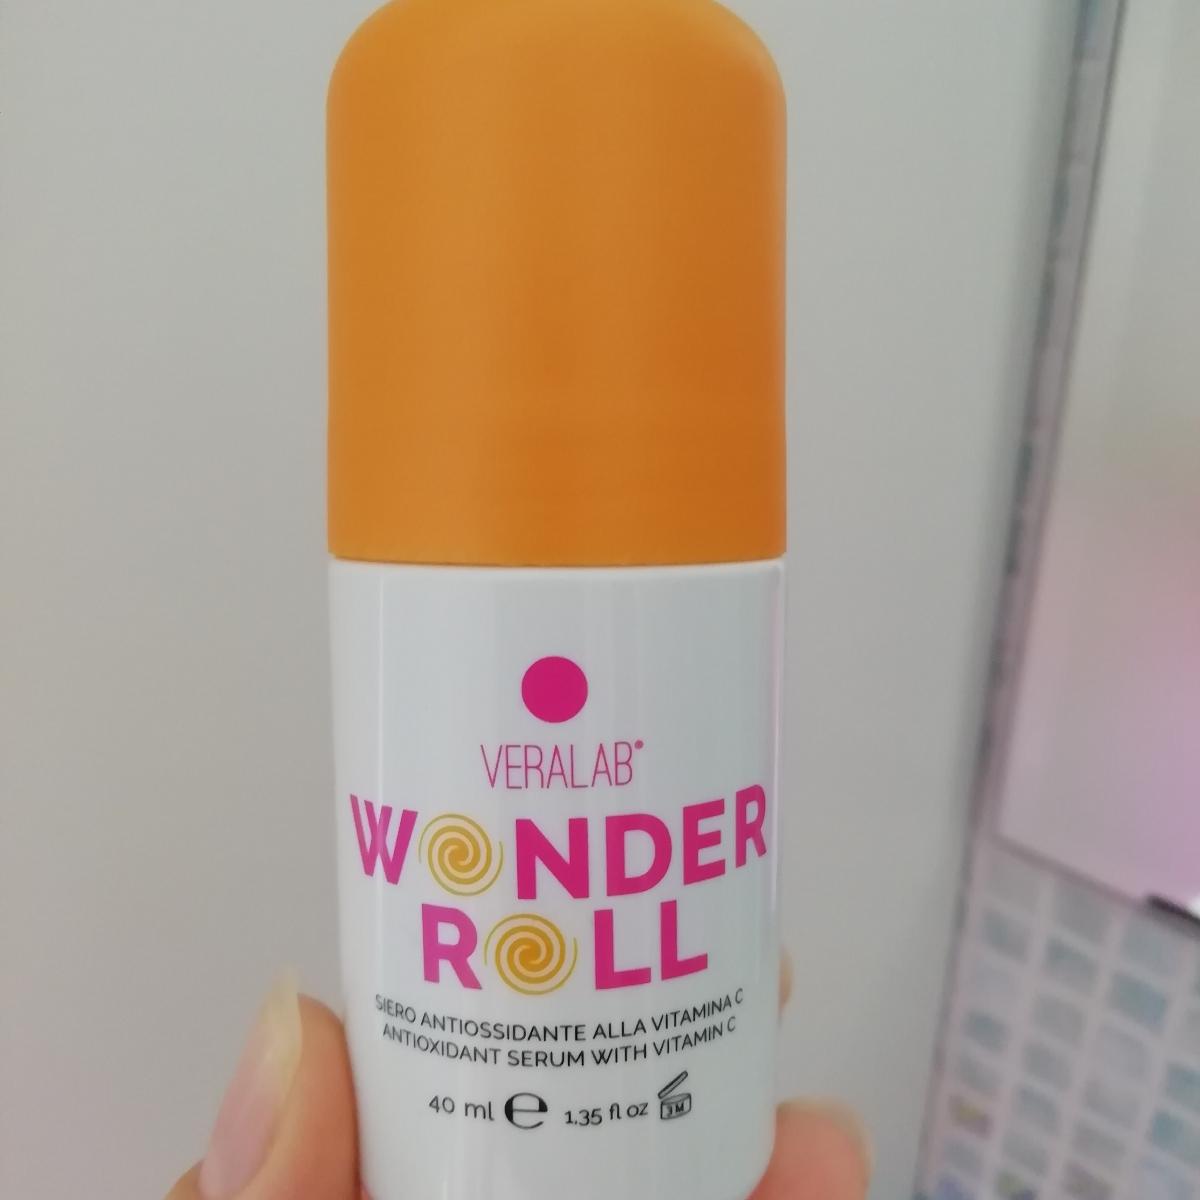 VERALAB®
WONDER
ROLL
SIERO ANTIOSSIDANTE ALLA VITAMINA C
ANTIOXIDANT SERUM WITH VITAMIN C
40 ml e 1,35 fl oz 3M